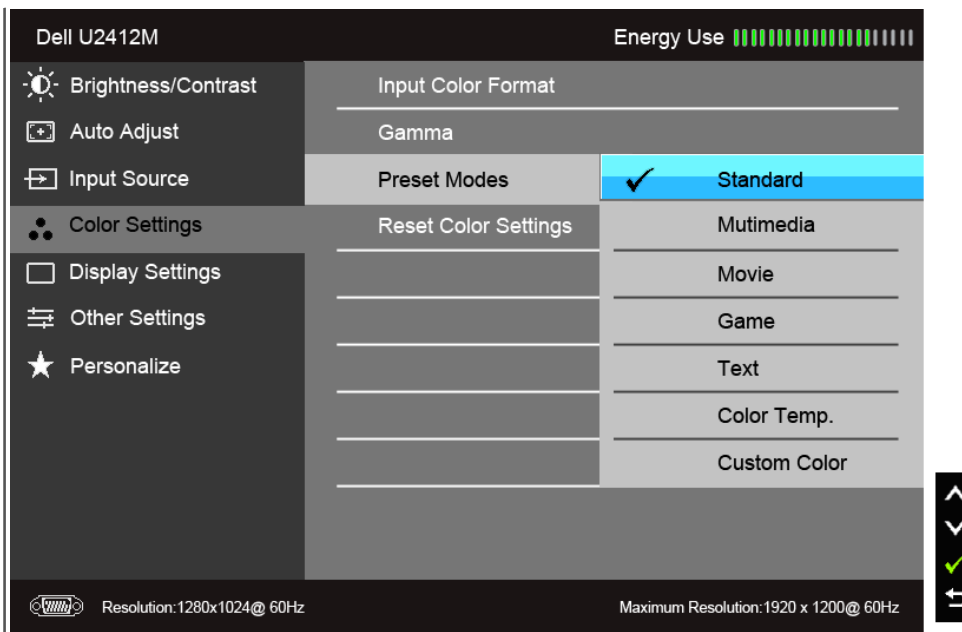 Dell U2412M
Energy Use
Brightness/Contrast
Auto Adjust
Input Source
Color Settings
Display Settings
Other Settings
Personalize
Input Color Format
Gamma
Preset Modes
Reset Color Settings
Standard
Mutimedia
Movie
Game
Text
Color Temp.
Custom Color
Resolution:1280x1024@ 60Hz
Maximum Resolution:1920 x 1200@ 60Hz